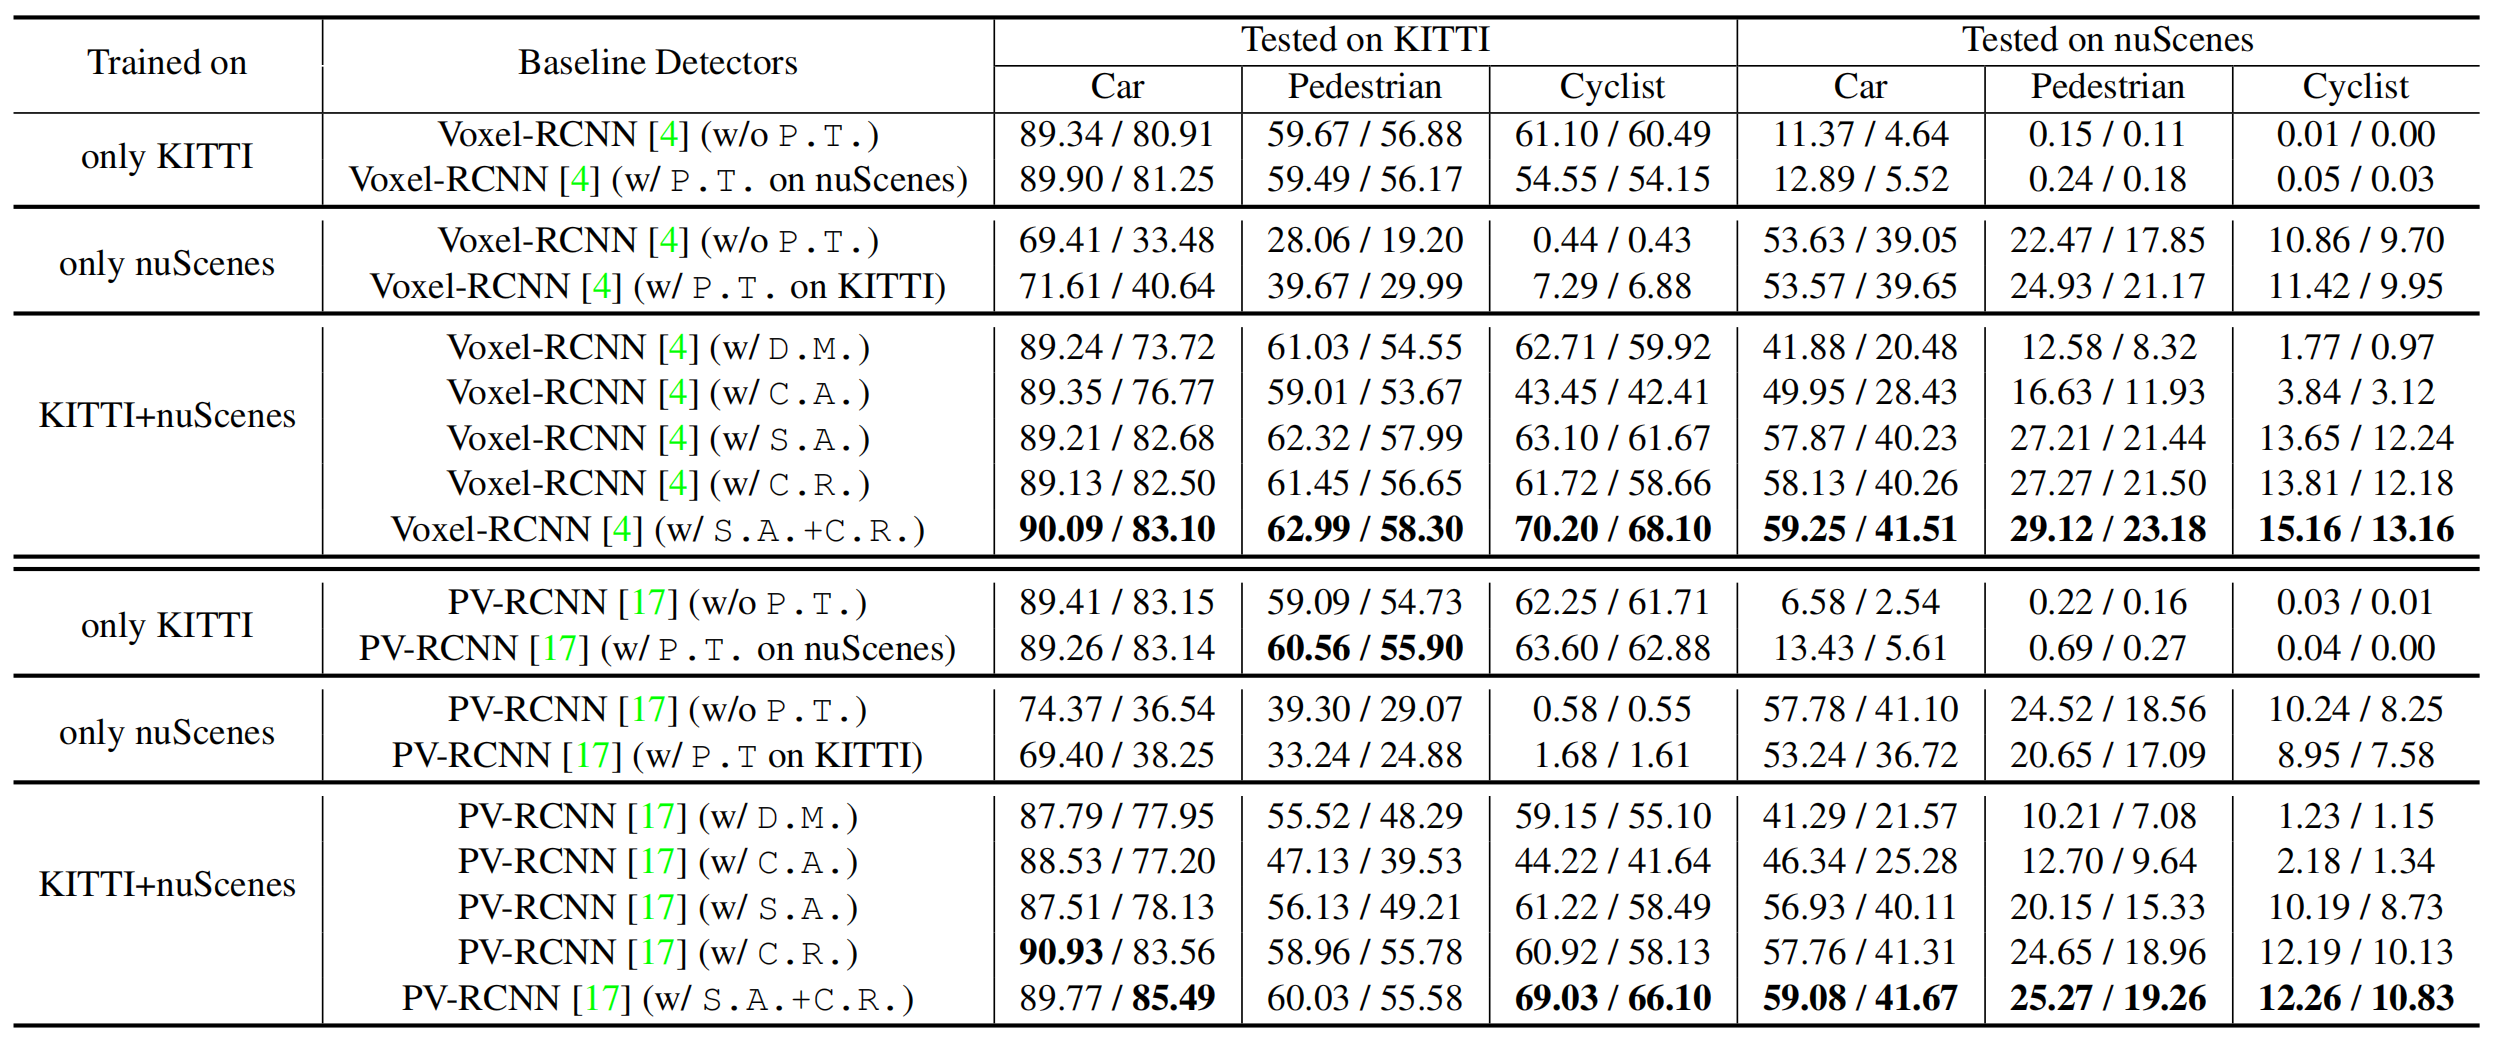 Trained on | Baseline Detectors | Tested on KITTI | Tested on nuScenes
Car | Pedestrian | Cyclist | Car | Pedestrian | Cyclist
only KITTI
Voxel-RCNN [4] (w/o P.T.) | 89.34 / 80.91 | 59.67 / 56.88 | 61.10 / 60.49 | 11.37 / 4.64 | 0.15 / 0.11 | 0.01 / 0.00
Voxel-RCNN [4] (w/ P.T. on nuScenes) | 89.90 / 81.25 | 59.49 / 56.17 | 54.55 / 54.15 | 12.89 / 5.52 | 0.24 / 0.18 | 0.05 / 0.03
only nuScenes
Voxel-RCNN [4] (w/o P.T.) | 69.41 / 33.48 | 28.06 / 19.20 | 0.44 / 0.43 | 53.63 / 39.05 | 22.47 / 17.85 | 10.86 / 9.70
Voxel-RCNN [4] (w/ P.T. on KITTI) | 71.61 / 40.64 | 39.67 / 29.99 | 7.29 / 6.88 | 53.57 / 39.65 | 24.93 / 21.17 | 11.42 / 9.95
KITTI+nuScenes
Voxel-RCNN [4] (w/ D.M.) | 89.24 / 73.72 | 61.03 / 54.55 | 62.71 / 59.92 | 41.88 / 20.48 | 12.58 / 8.32 | 1.77 / 0.97
Voxel-RCNN [4] (w/ C.A.) | 89.35 / 76.77 | 59.01 / 53.67 | 43.45 / 42.41 | 49.95 / 28.43 | 16.63 / 11.93 | 3.84 / 3.12
Voxel-RCNN [4] (w/ S.A.) | 89.21 / 82.68 | 62.32 / 57.99 | 63.10 / 61.67 | 57.87 / 40.23 | 27.21 / 21.44 | 13.65 / 12.24
Voxel-RCNN [4] (w/ C.R.) | 89.13 / 82.50 | 61.45 / 56.65 | 61.72 / 58.66 | 58.13 / 40.26 | 27.27 / 21.50 | 13.81 / 12.18
Voxel-RCNN [4] (w/ S.A.+C.R.) | 90.09 / 83.10 | 62.99 / 58.30 | 70.20 / 68.10 | 59.25 / 41.51 | 29.12 / 23.18 | 15.16 / 13.16
only KITTI
PV-RCNN [17] (w/o P.T.) | 89.41 / 83.15 | 59.09 / 54.73 | 62.25 / 61.71 | 6.58 / 2.54 | 0.22 / 0.16 | 0.03 / 0.01
PV-RCNN [17] (w/ P.T. on nuScenes) | 89.26 / 83.14 | 60.56 / 55.90 | 63.60 / 62.88 | 13.43 / 5.61 | 0.69 / 0.27 | 0.04 / 0.00
only nuScenes
PV-RCNN [17] (w/o P.T.) | 74.37 / 36.54 | 39.30 / 29.07 | 0.58 / 0.55 | 57.78 / 41.10 | 24.52 / 18.56 | 10.24 / 8.25
PV-RCNN [17] (w/ P.T on KITTI) | 69.40 / 38.25 | 33.24 / 24.88 | 1.68 / 1.61 | 53.24 / 36.72 | 20.65 / 17.09 | 8.95 / 7.58
KITTI+nuScenes
PV-RCNN [17] (w/ D.M.) | 87.79 / 77.95 | 55.52 / 48.29 | 59.15 / 55.10 | 41.29 / 21.57 | 10.21 / 7.08 | 1.23 / 1.15
PV-RCNN [17] (w/ C.A.) | 88.53 / 77.20 | 47.13 / 39.53 | 44.22 / 41.64 | 46.34 / 25.28 | 12.70 / 9.64 | 2.18 / 1.34
PV-RCNN [17] (w/ S.A.) | 87.51 / 78.13 | 56.13 / 49.21 | 61.22 / 58.49 | 56.93 / 40.11 | 20.15 / 15.33 | 10.19 / 8.73
PV-RCNN [17] (w/ C.R.) | 90.93 / 83.56 | 58.96 / 55.78 | 60.92 / 58.13 | 57.76 / 41.31 | 24.65 / 18.96 | 12.19 / 10.13
PV-RCNN [17] (w/ S.A.+C.R.) | 89.77 / 85.49 | 60.03 / 55.58 | 69.03 / 66.10 | 59.08 / 41.67 | 25.27 / 19.26 | 12.26 / 10.83